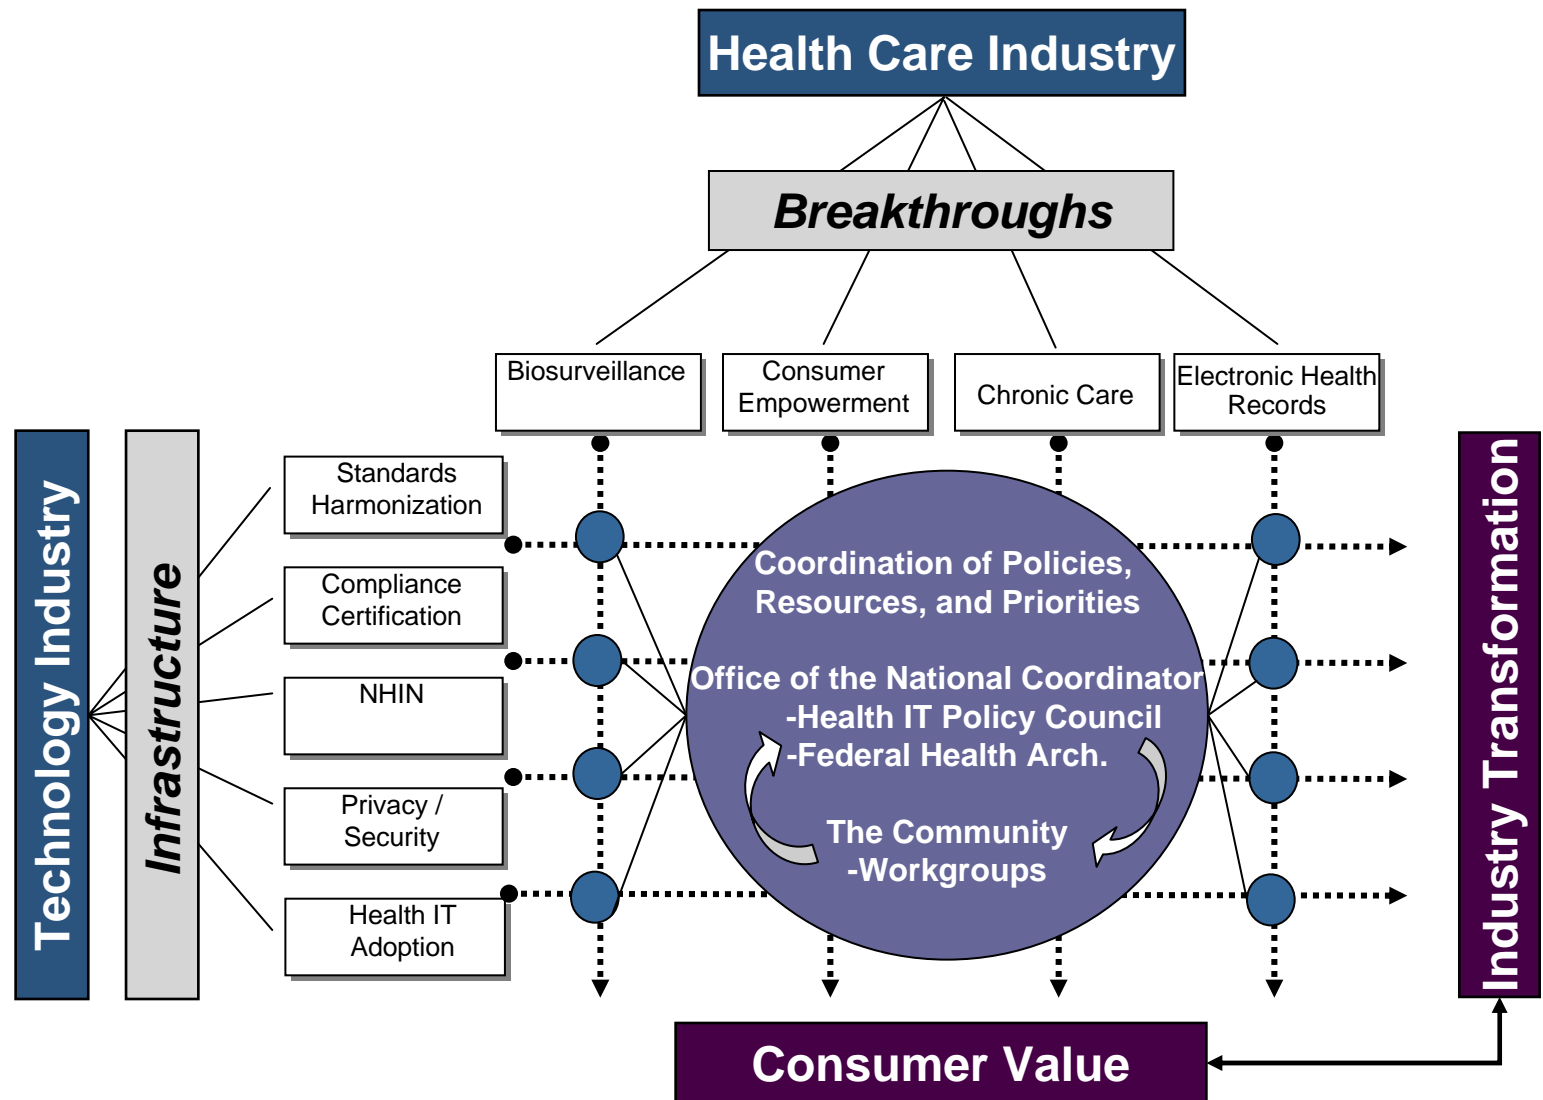 Health Care Industry
Breakthroughs
Biosurveillance
Consumer
Empowerment
Chronic Care
Electronic Health
Records
Technology Industry
Infrastructure
Standards
Harmonization
Compliance
Certification
NHIN
Privacy /
Security
Health IT
Adoption
Coordination of Policies,
Resources, and Priorities
Office of the National Coordinator
-Health IT Policy Council
-Federal Health Arch.
The Community
-Workgroups
Industry Transformation
Consumer Value